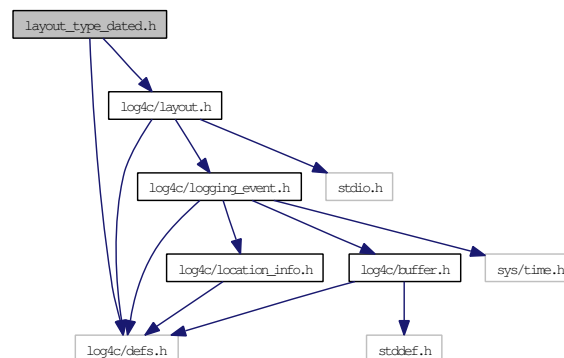 layout_type_dated.h
log4c/layout.h
log4c/logging_event.h
stdio.h
log4c/location_info.h
log4c/buffer.h
sys/time.h
log4c/defs.h
stddef.h